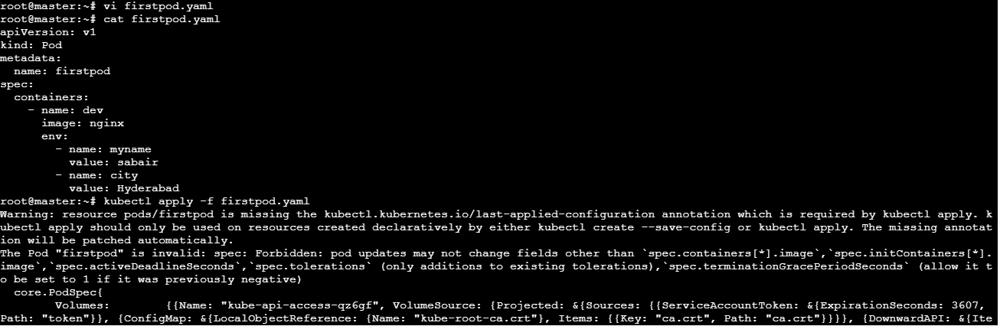 root@master:~# vi firstpod.yaml
root@master:~# cat firstpod.yaml
apiVersion: v1
kind: Pod
metadata:
  name: firstpod
spec:
  containers:
    - name: dev
      image: nginx
      env:
        - name: myname
          value: sabair
        - name: city
          value: Hyderabad
root@master:~# kubectl apply -f firstpod.yaml
Warning: resource pods/firstpod is missing the kubectl.kubernetes.io/last-applied-configuration annotation which is required by kubectl apply. k
ubectl apply should only be used on resources created declaratively by either kubectl create --save-config or kubectl apply. The missing annotat
ion will be patched automatically.
The Pod "firstpod" is invalid: spec: Forbidden: pod updates may not change fields other than `spec.containers[*].image`,`spec.initContainers[*].
image`,`spec.activeDeadlineSeconds`,`spec.tolerations` (only additions to existing tolerations),`spec.terminationGracePeriodSeconds` (allow it t
o be set to 1 if it was previously negative)
  core.PodSpec{
        Volumes:        {{Name: "kube-api-access-qz6gf", VolumeSource: {Projected: &{Sources: {{ServiceAccountToken: &{ExpirationSeconds: 3607,
Path: "token"}}, {ConfigMap: &{LocalObjectReference: {Name: "kube-root-ca.crt"}, Items: {{Key: "ca.crt", Path: "ca.crt"}}}}, {DownwardAPI: &{Ite